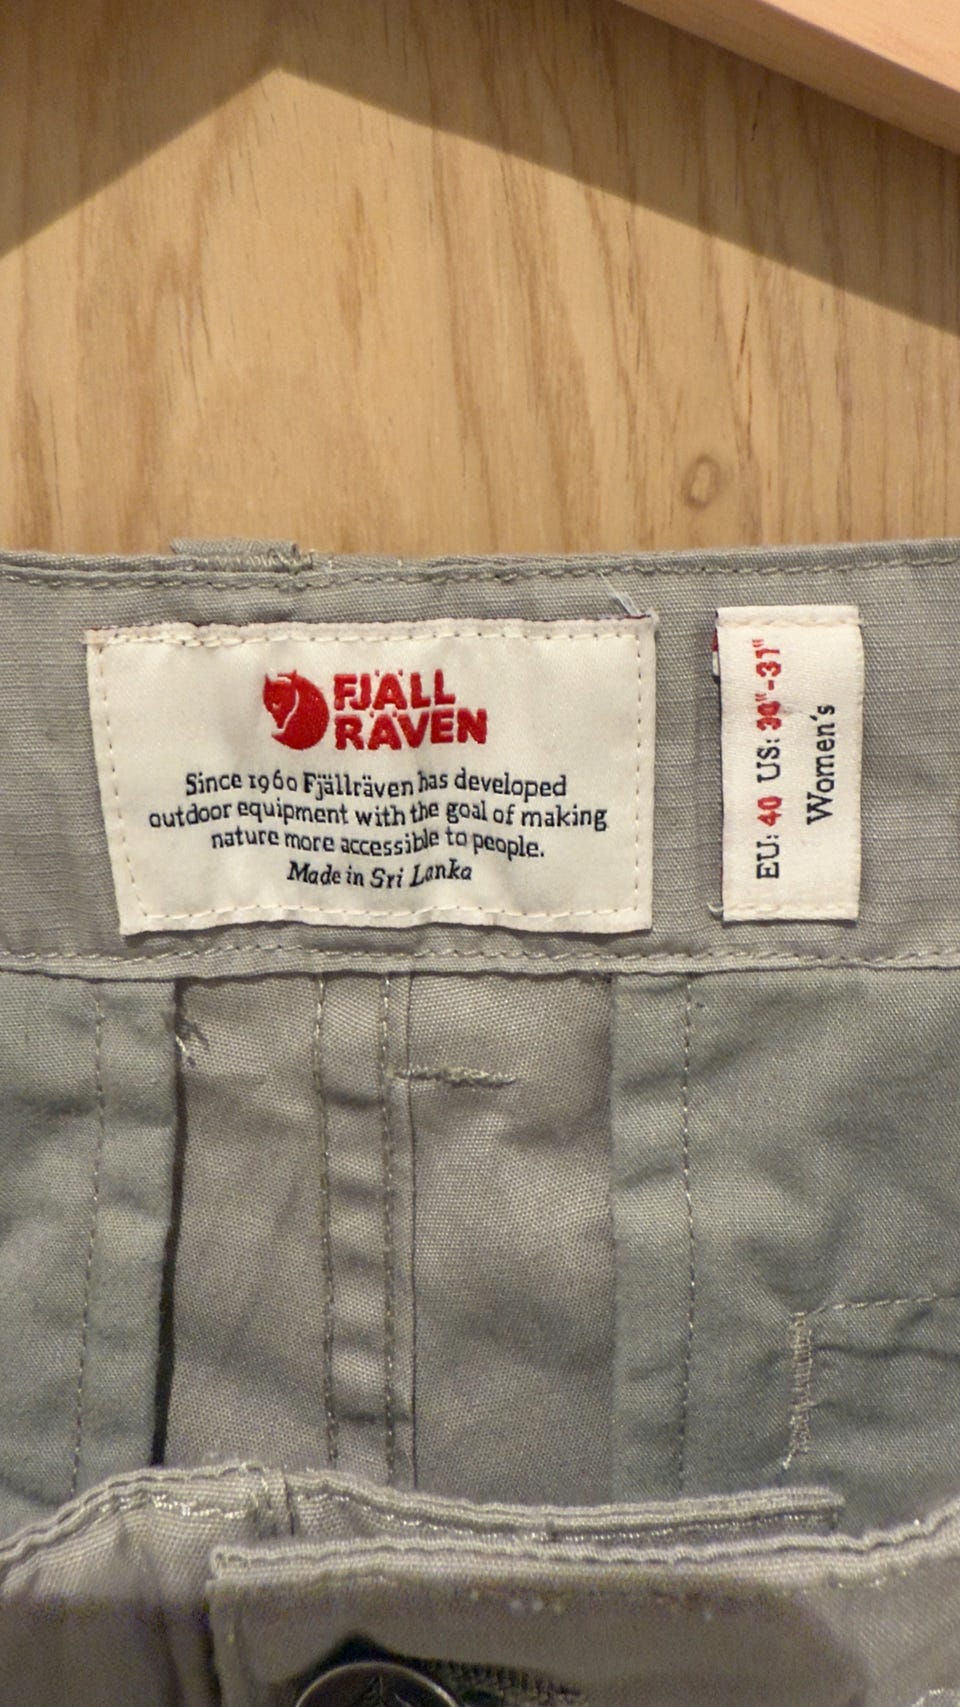 FJÄLL
RÄVEN
Since 1960 Fjällräven has developed
outdoor equipment with the goal of making
nature more accessible to people.
Made in Sri Lanka
EU: 40 US: 30"-31"
Women's